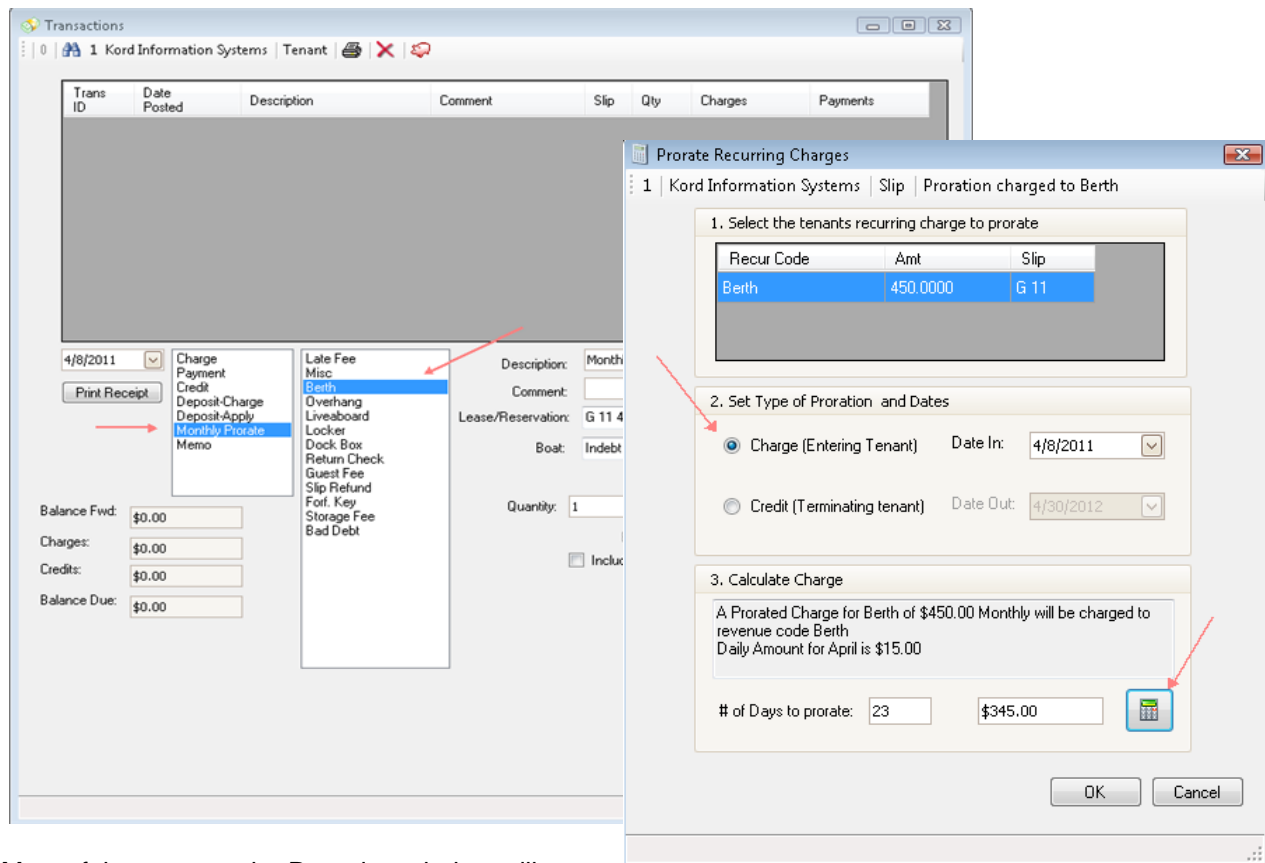 Transactions
0 1 Kord Information Systems Tenant
Trans ID Date Posted Description Comment Slip Qty Charges Payments
4/8/2011
Print Receipt
Charge
Payment
Credit
Deposit-Charge
Deposit-Apply
Monthly Prorate
Memo
Late Fee
Misc
Berth
Overhang
Liveaboard
Locker
Dock Box
Return Check
Guest Fee
Slip Refund
Forf. Key
Storage Fee
Bad Debt
Description: Month
Comment:
Lease/Reservation: G 11 4
Boat: Indebt
Quantity: 1
Includ
Balance Fwd: $0.00
Charges: $0.00
Credits: $0.00
Balance Due: $0.00
Prorate Recurring Charges
1 Kord Information Systems Slip Proration charged to Berth
1. Select the tenants recurring charge to prorate
Recur Code Amt Slip
Berth 450.0000 G 11
2. Set Type of Proration and Dates
Charge (Entering Tenant) Date In: 4/8/2011
Credit (Terminating tenant) Date Out: 4/30/2012
3. Calculate Charge
A Prorated Charge for Berth of $450.00 Monthly will be charged to
revenue code Berth
Daily Amount for April is $15.00
# of Days to prorate: 23 $345.00
OK Cancel